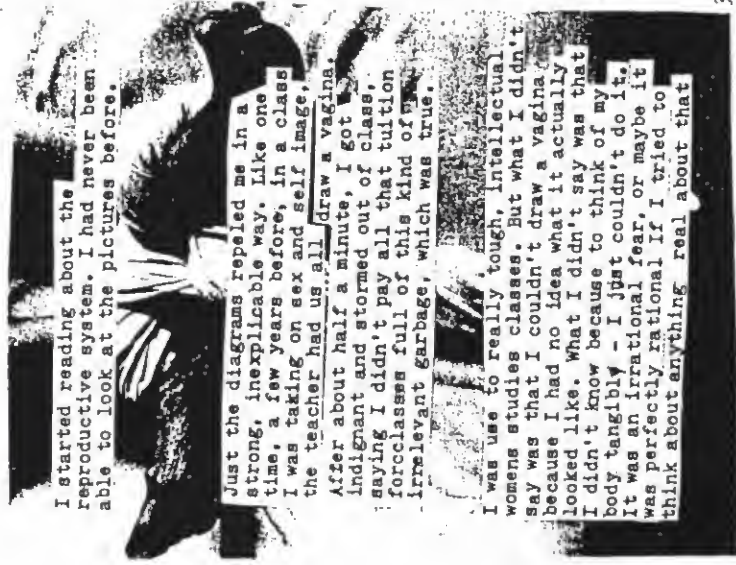 I started reading about the
reproductive system. I had never been
able to look at the pictures before.
Just the diagrams repeled me in a
strong, inexplicable way. Like one
time, a few years before, in a class
I was taking on sex and self image,
the teacher had us all draw a vagina.
After about half a minute, I got
indignant and stormed out of class,
saying I didn't pay all that tuition
forclasses full of this kind of
irrelevant garbage, which was true.
I was use to really tough, intellectual
womens studies classes. But what I didn't
say was that I couldn't draw a vagina
because I had no idea what it actually
looked like. What I didn't say was that
I didn't know because to think of my
body tangibly - I just couldn't do it.
It was an irrational fear, or maybe it
was perfectly rational If I tried to
think about anything real about that